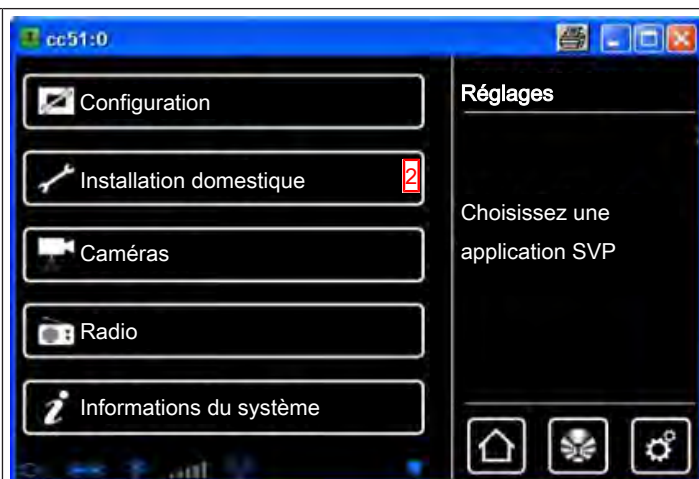 cc51:0
Configuration
Installation domestique 2
Caméras
Radio
Informations du système
Réglages
Choisissez une
application SVP